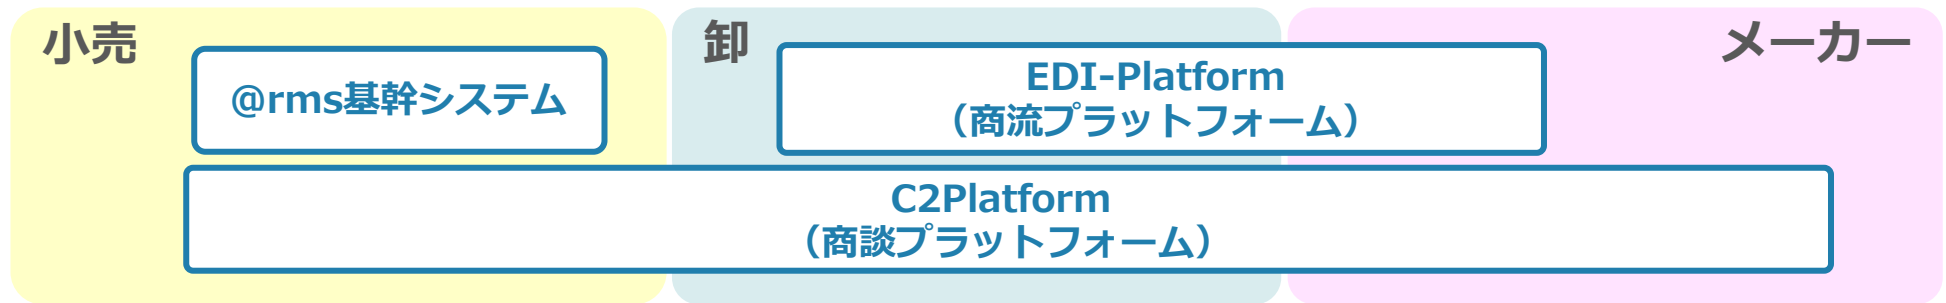 小売
卸
メーカー
@rms基幹システム
EDI-Platform
（商流プラットフォーム）
C2Platform
（商談プラットフォーム）